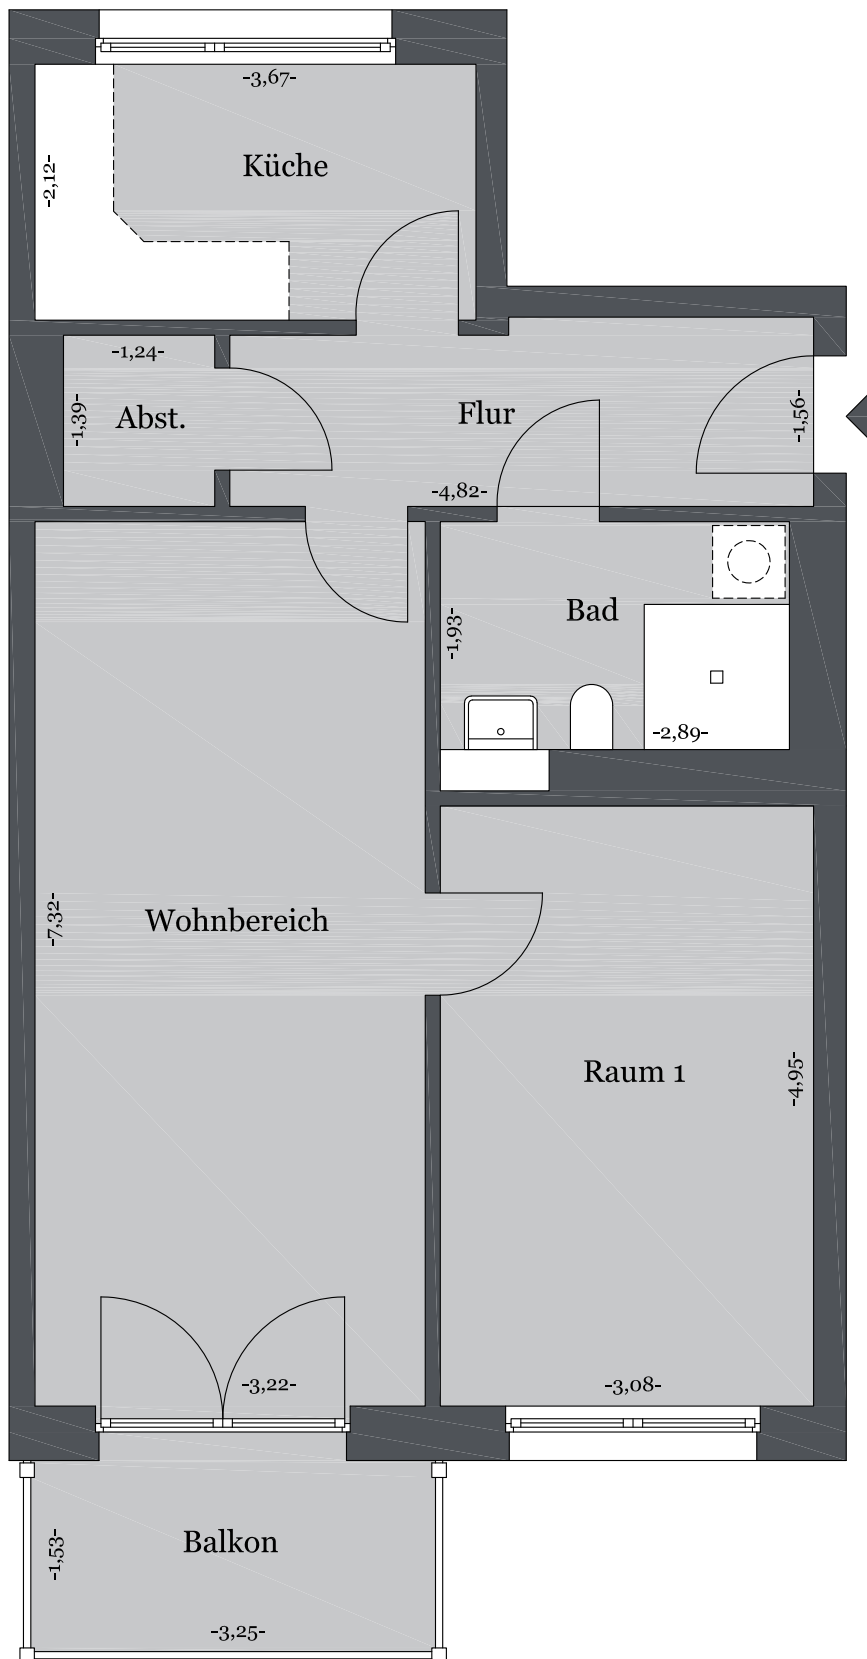 -3,67-
Küche
-2,12-
-1,24-
-1,39-
Abst.
Flur
-1,56-
-4,82-
Bad
-1,93-
-2,89-
-7,32-
Wohnbereich
Raum 1
-4,95-
-3,22-
-3,08-
Balkon
-1,53-
-3,25-